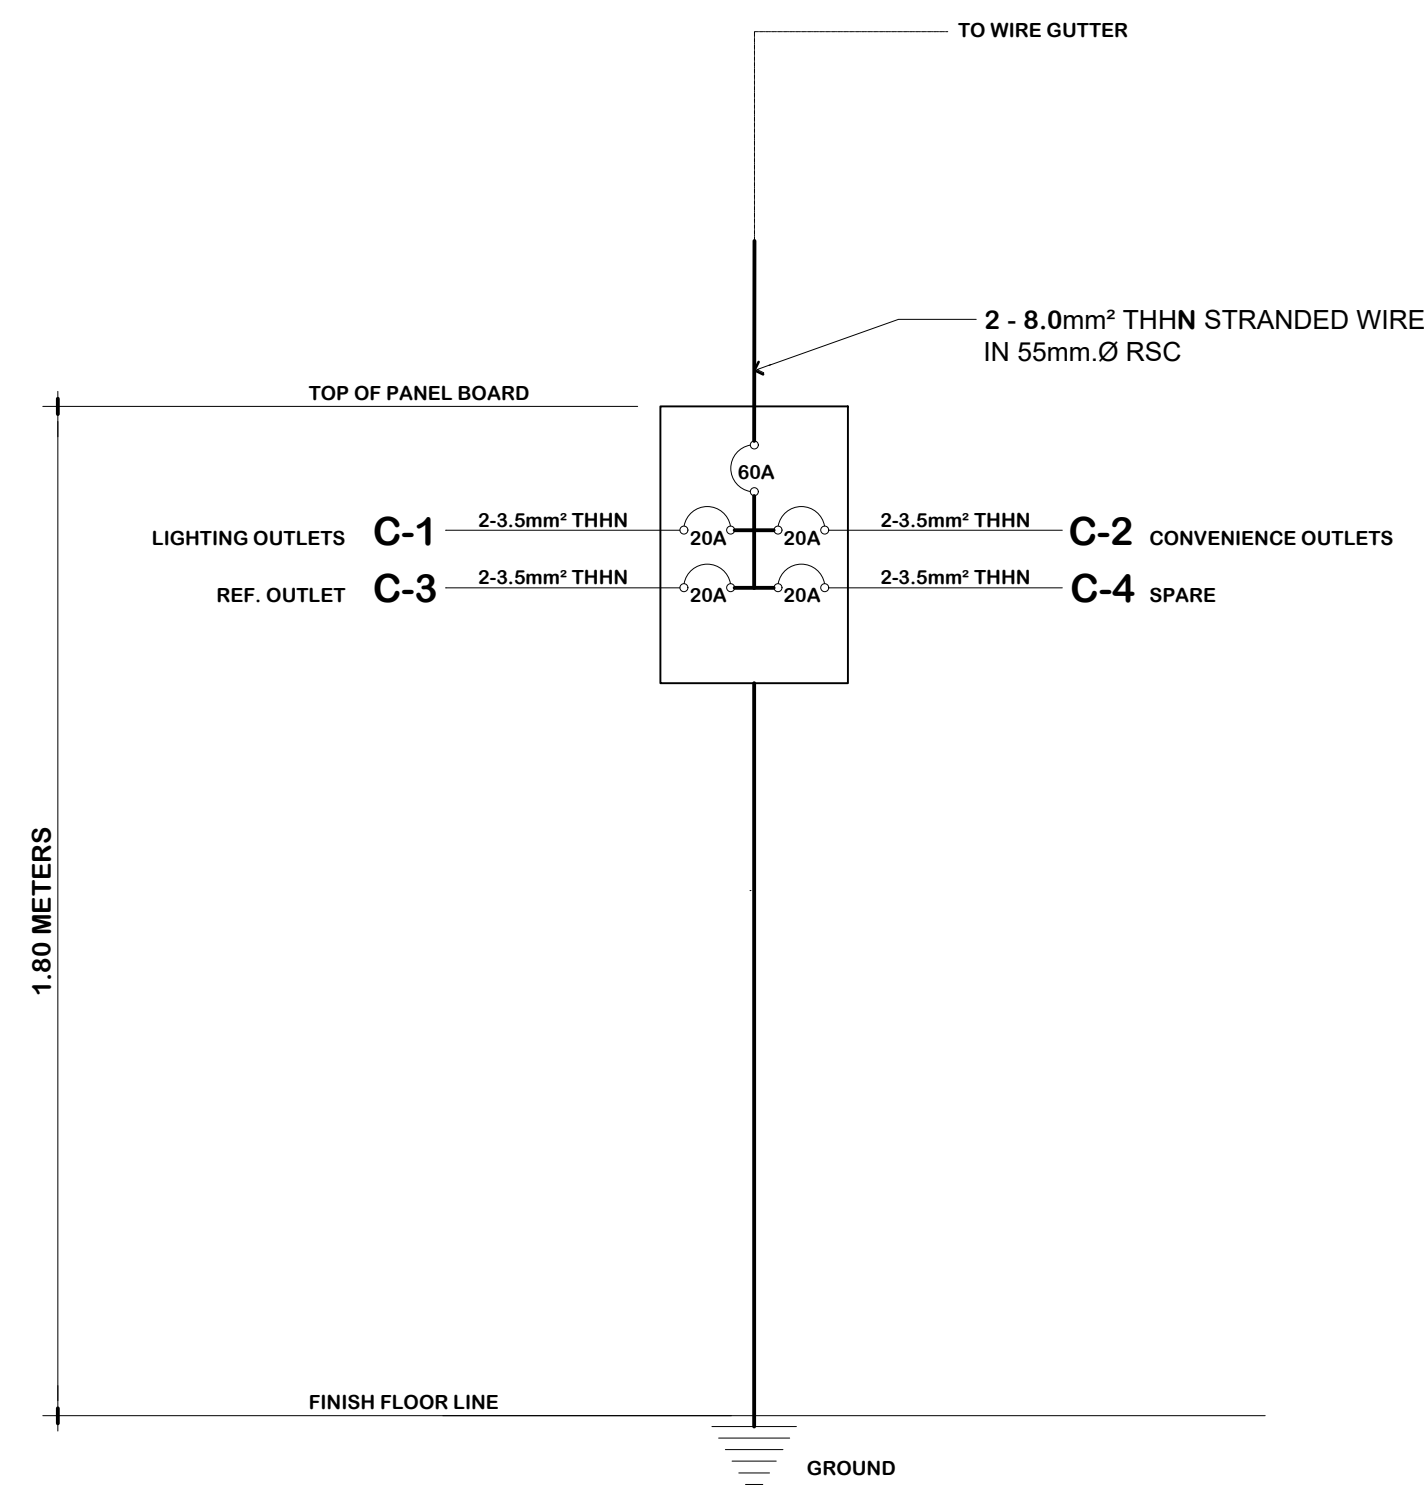 TO WIRE GUTTER
2 - 8.0mm² THHN STRANDED WIRE
IN 55mm.Ø RSC
TOP OF PANEL BOARD
60A
LIGHTING OUTLETS C-1 2-3.5mm² THHN 20A 20A 2-3.5mm² THHN C-2 CONVENIENCE OUTLETS
REF. OUTLET C-3 2-3.5mm² THHN 20A 20A 2-3.5mm² THHN C-4 SPARE
1.80 METERS
FINISH FLOOR LINE
GROUND